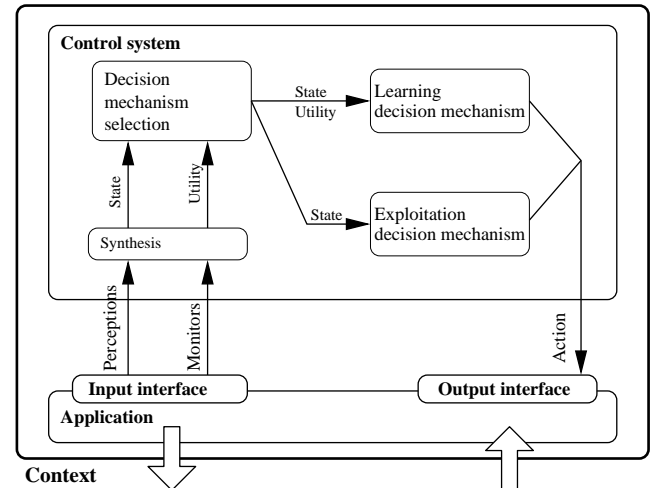 Control system
Decision
mechanism
selection
State
Utility
Learning
decision mechanism
State
Exploitation
decision mechanism
State
Utility
Synthesis
Perceptions
Monitors
Action
Input interface
Output interface
Application
Context